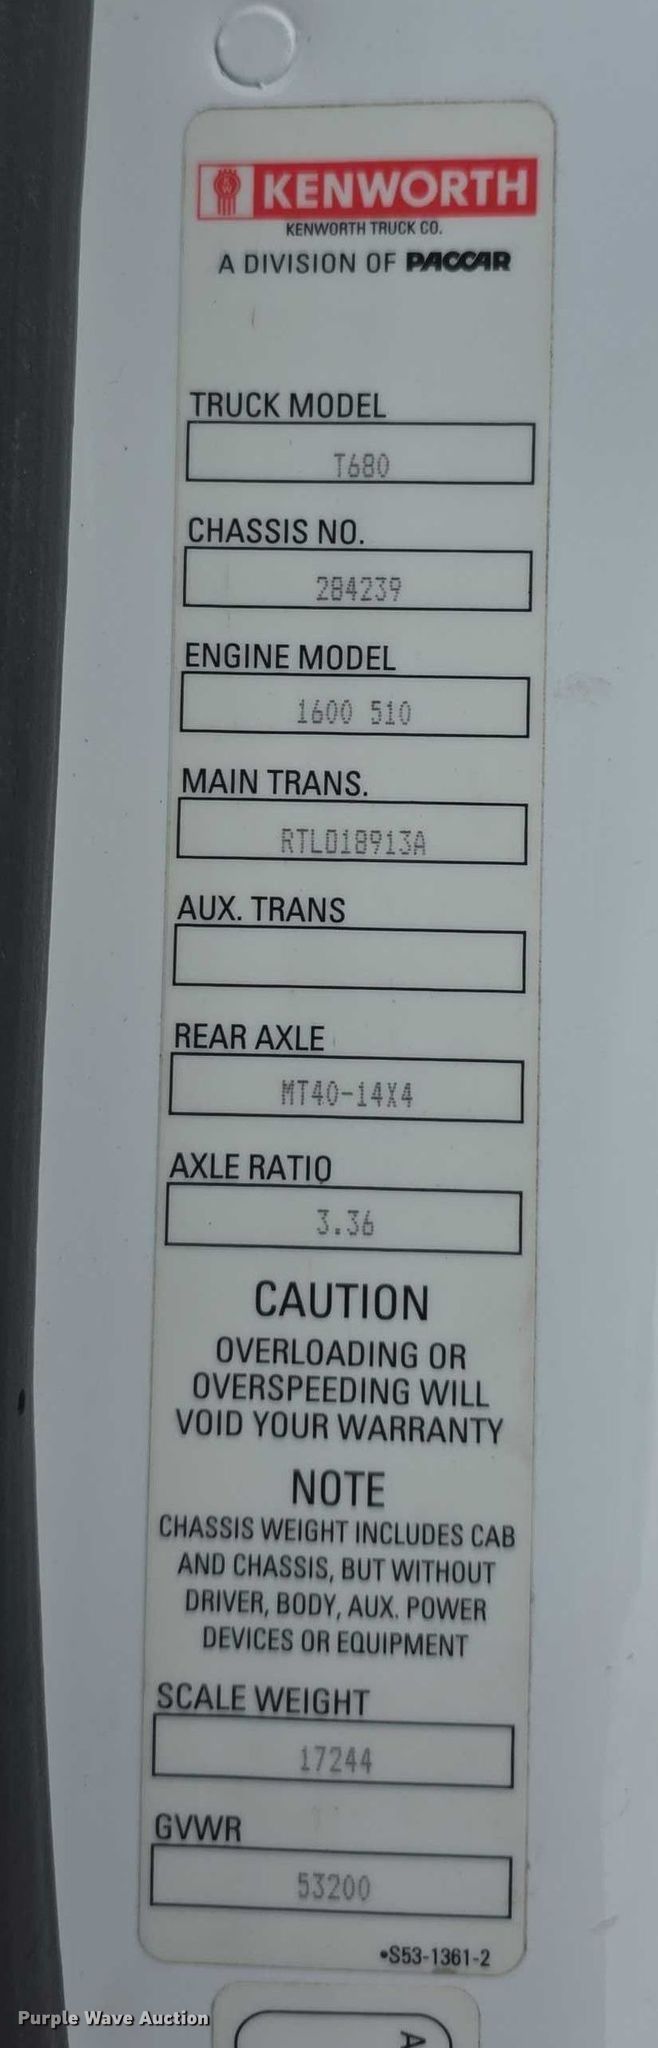 KW
KENWORTH
KENWORTH TRUCK CO.
A DIVISION OF PACCAR
TRUCK MODEL
T680
CHASSIS NO.
284239
ENGINE MODEL
1600 510
MAIN TRANS.
RTLO18913A
AUX. TRANS
REAR AXLE
MT40-14X4
AXLE RATIO
3.36
CAUTION
OVERLOADING OR
OVERSPEEDING WILL
VOID YOUR WARRANTY
NOTE
CHASSIS WEIGHT INCLUDES CAB
AND CHASSIS, BUT WITHOUT
DRIVER, BODY, AUX. POWER
DEVICES OR EQUIPMENT
SCALE WEIGHT
17244
GVWR
53200
•S53-1361-2
A
Purple Wave Auction